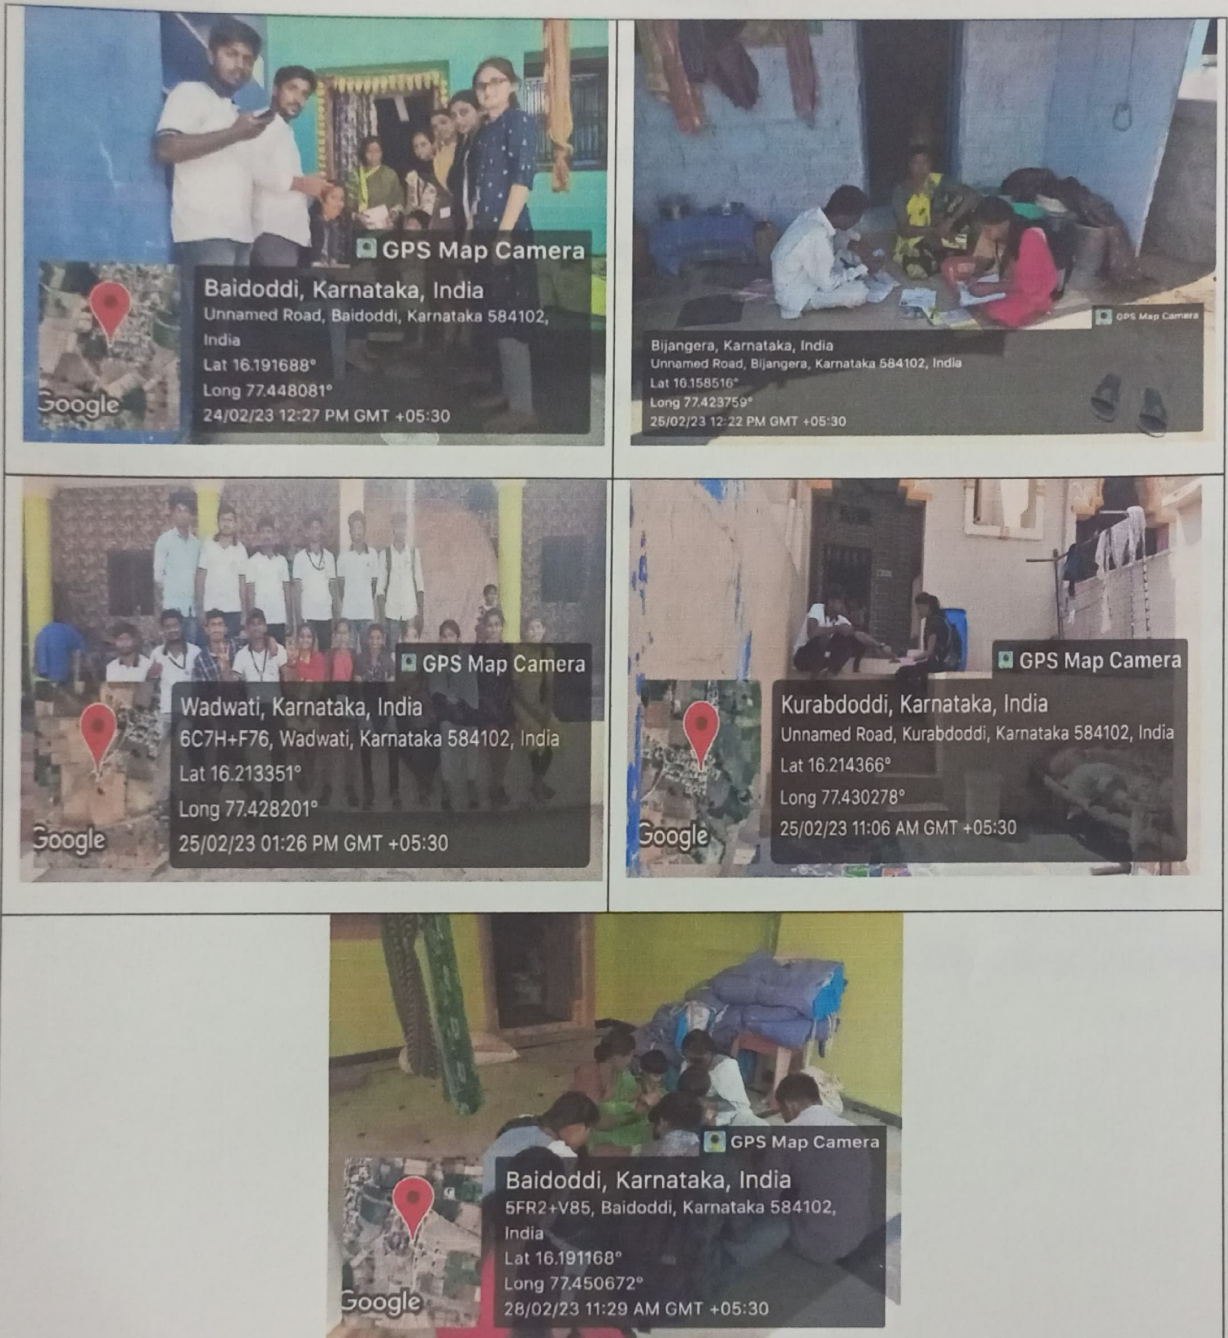 GPS Map Camera
Baidoddi, Karnataka, India
Unnamed Road, Baidoddi, Karnataka 584102,
India
Lat 16.191688°
Long 77.448081°
24/02/23 12:27 PM GMT +05:30
Google
GPS Map Camera
Bijangera, Karnataka, India
Unnamed Road, Bijangera, Karnataka 584102, India
Lat 16.158516°
Long 77.423759°
25/02/23 12:22 PM GMT +05:30
GPS Map Camera
Wadwati, Karnataka, India
6C7H+F76, Wadwati, Karnataka 584102, India
Lat 16.213351°
Long 77.428201°
25/02/23 01:26 PM GMT +05:30
Google
GPS Map Camera
Kurabdoddi, Karnataka, India
Unnamed Road, Kurabdoddi, Karnataka 584102, India
Lat 16.214366°
Long 77.430278°
25/02/23 11:06 AM GMT +05:30
Google
GPS Map Camera
Baidoddi, Karnataka, India
5FR2+V85, Baidoddi, Karnataka 584102,
India
Lat 16.191168°
Long 77.450672°
28/02/23 11:29 AM GMT +05:30
Google